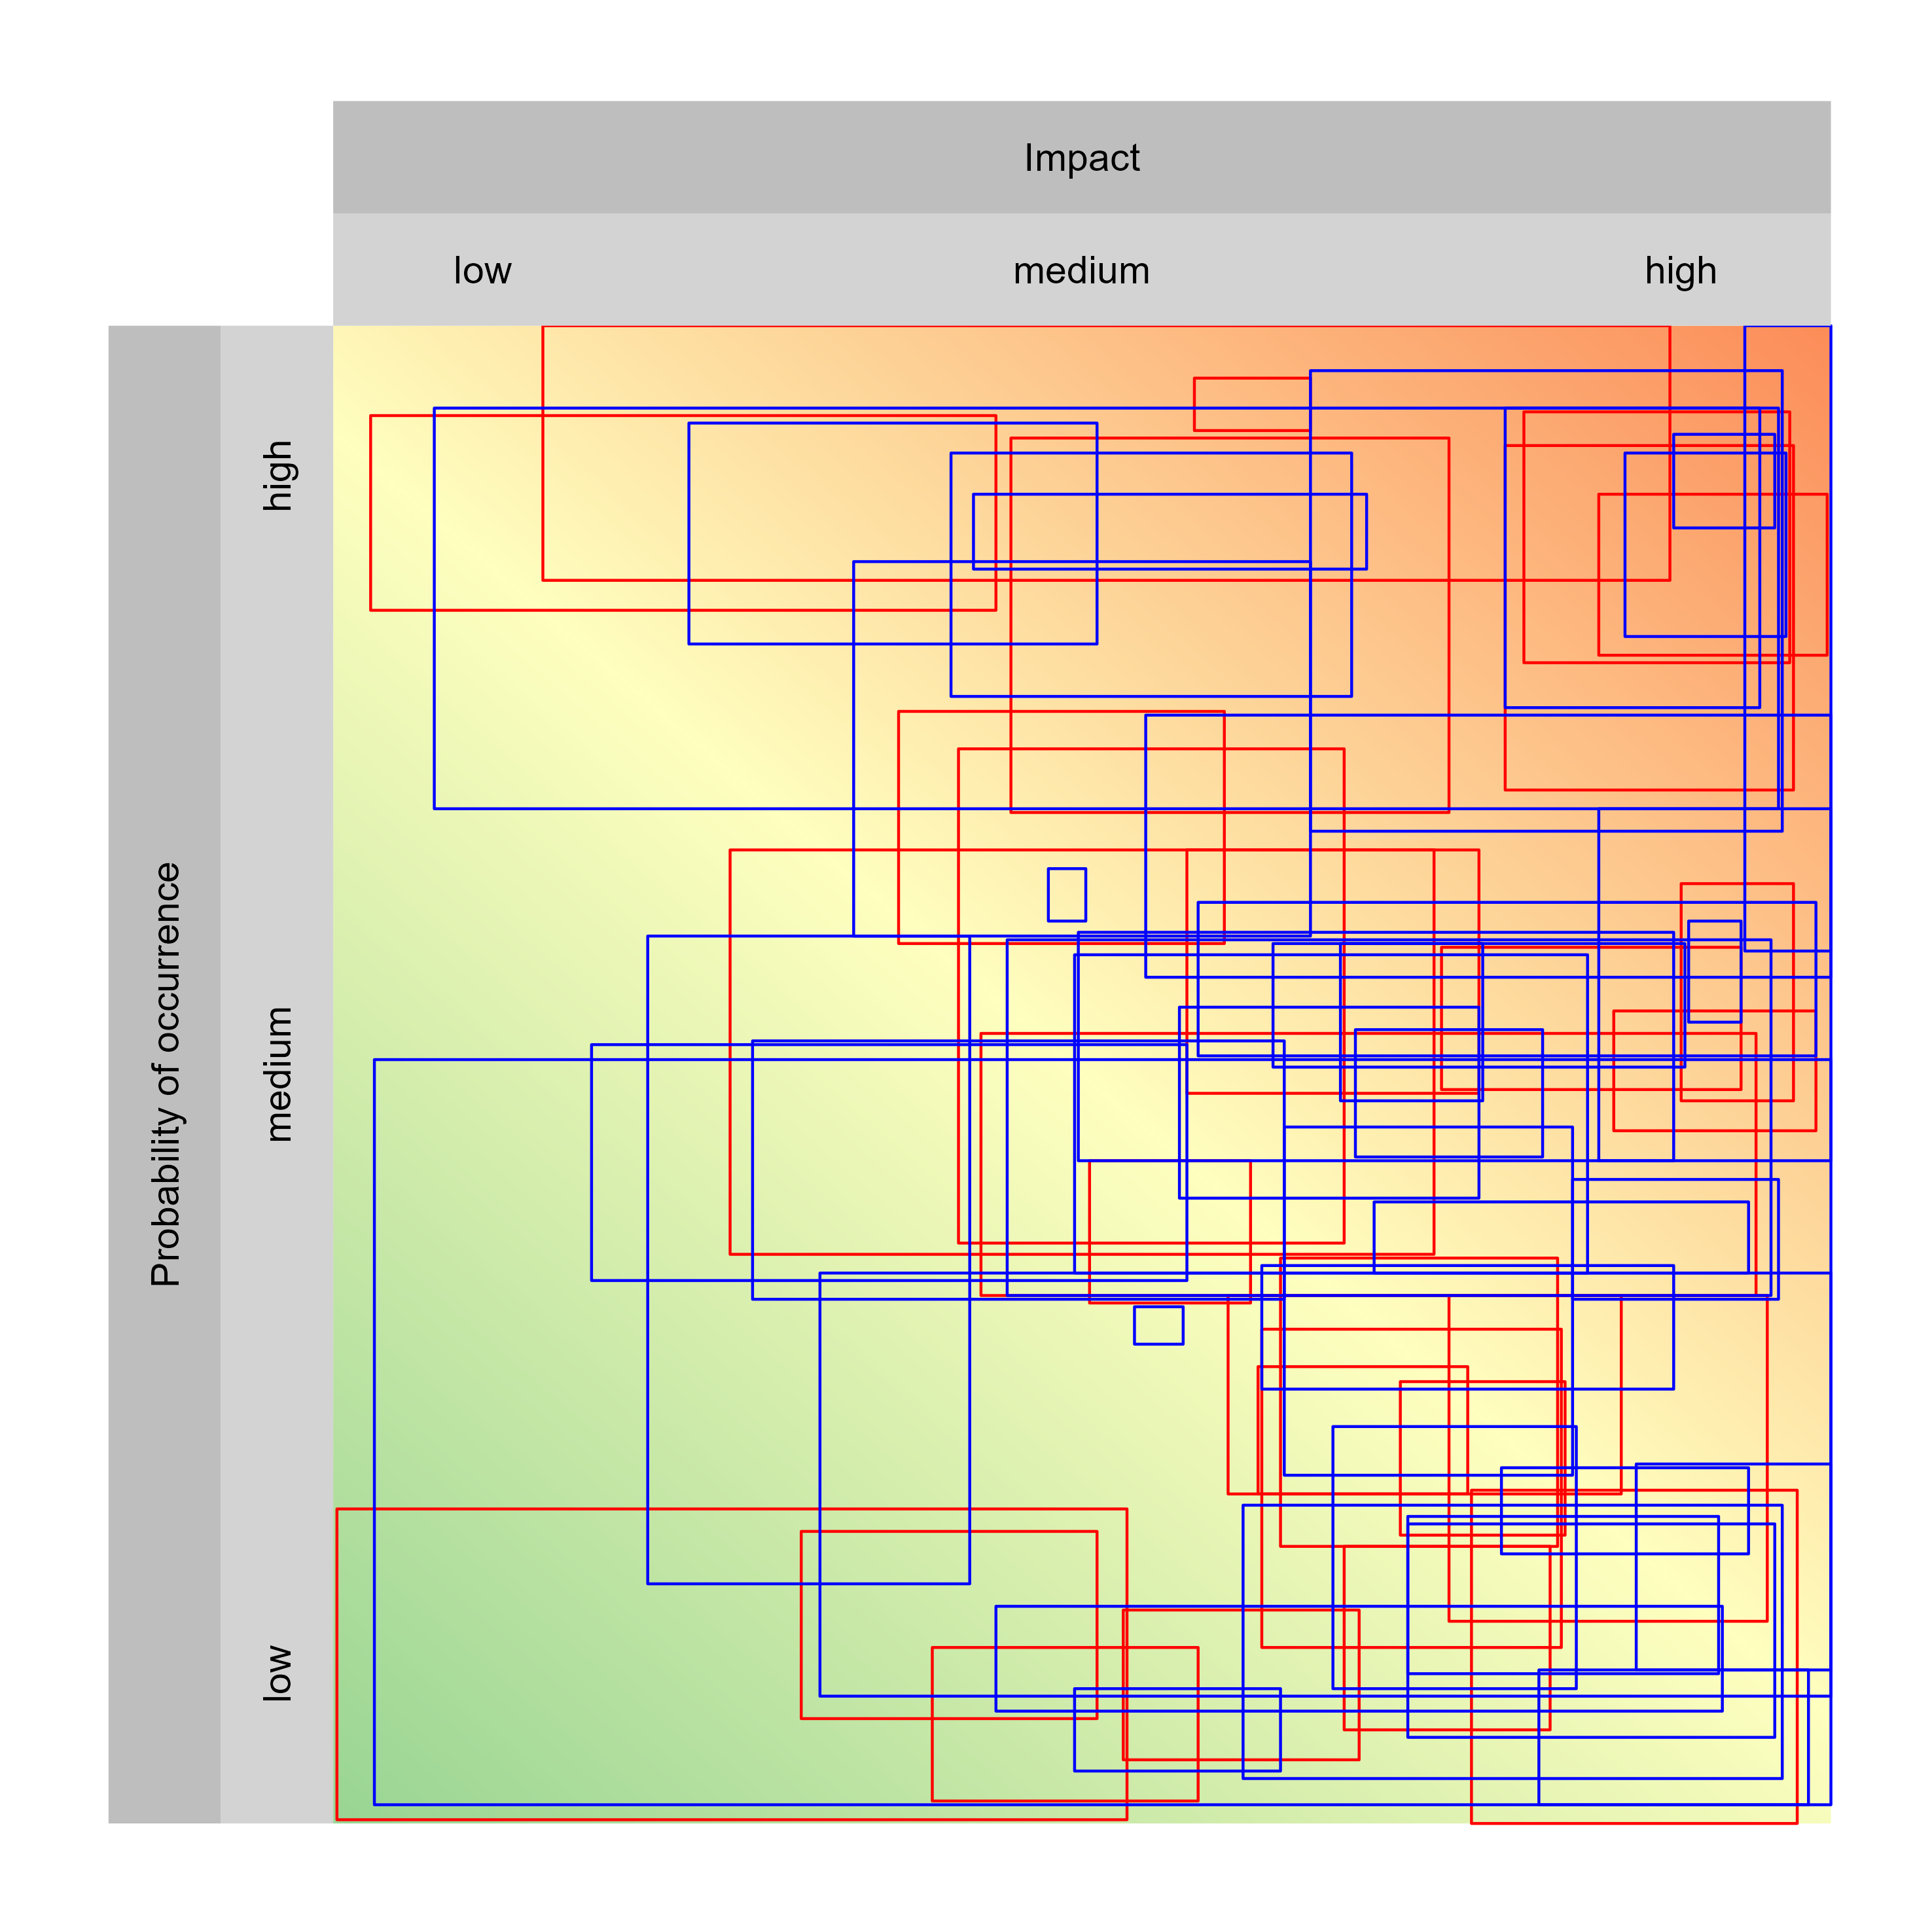 Impact
low medium high
Probability of occurrence
high
medium
low